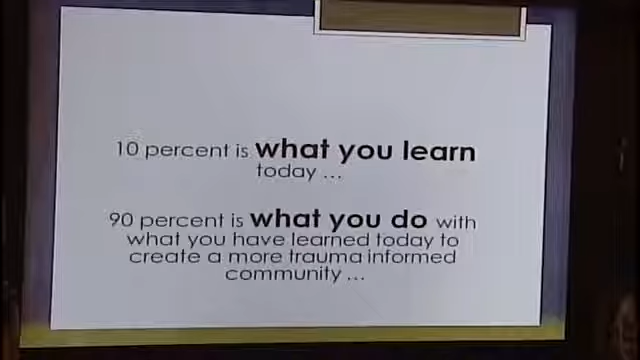 10 percent is what you learn
today ...
90 percent is what you do with
what you have learned today to
create a more trauma informed
community ...